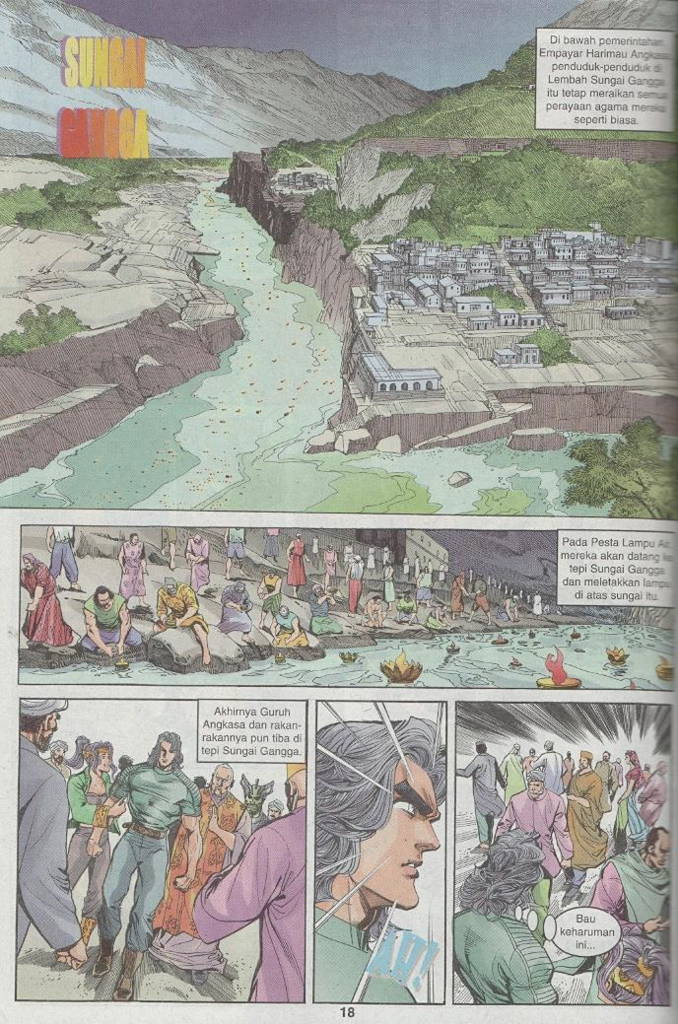 SUNGAI
GANGGA
Di bawah pemerintahan
Empayar Harimau Angkasa
penduduk-penduduk di
Lembah Sungai Gangga
itu tetap meraikan semua
perayaan agama mereka
seperti biasa.
Pada Pesta Lampu Air
mereka akan datang ke
tepi Sungai Gangga
dan meletakkan lampu
di atas sungai itu.
Akhirnya Guruh
Angkasa dan rakan-
rakannya pun tiba di
tepi Sungai Gangga.
Bau
keharuman
ini...
18